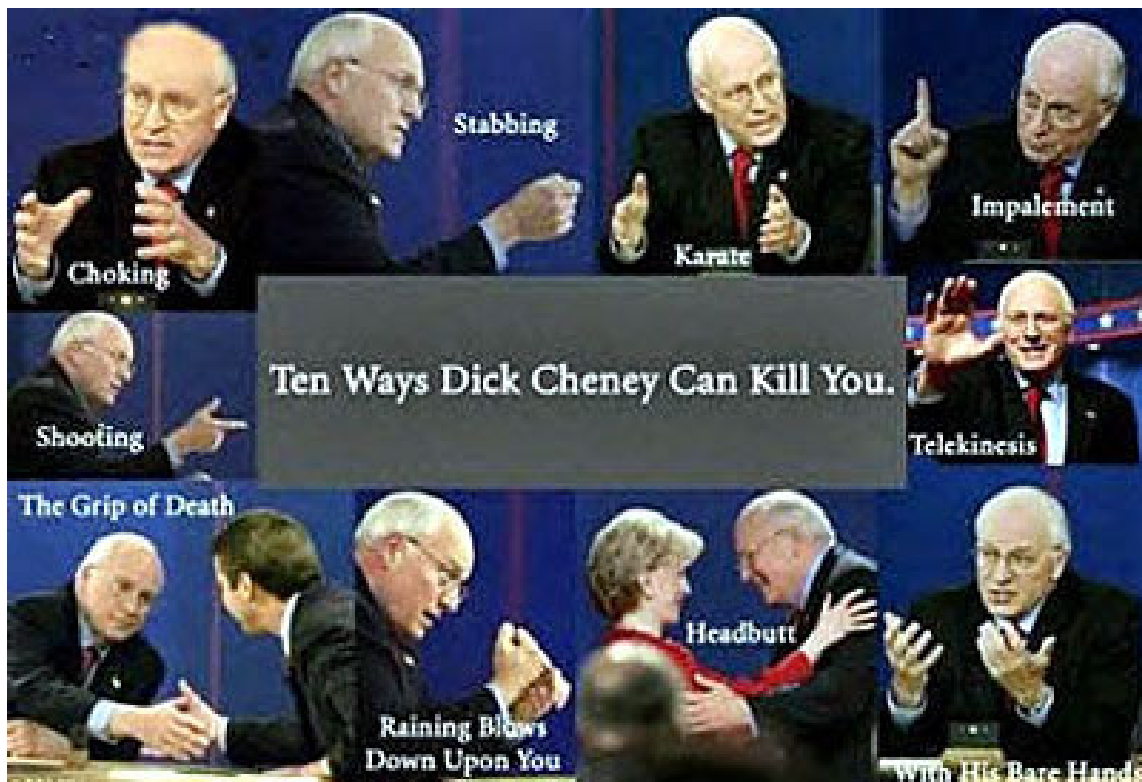 Stabbing
Impalement
Karate
Choking
Ten Ways Dick Cheney Can Kill You.
Shooting
Telekinesis
The Grip of Death
Headbutt
Raining Blows
Down Upon You
With His Bare Hand